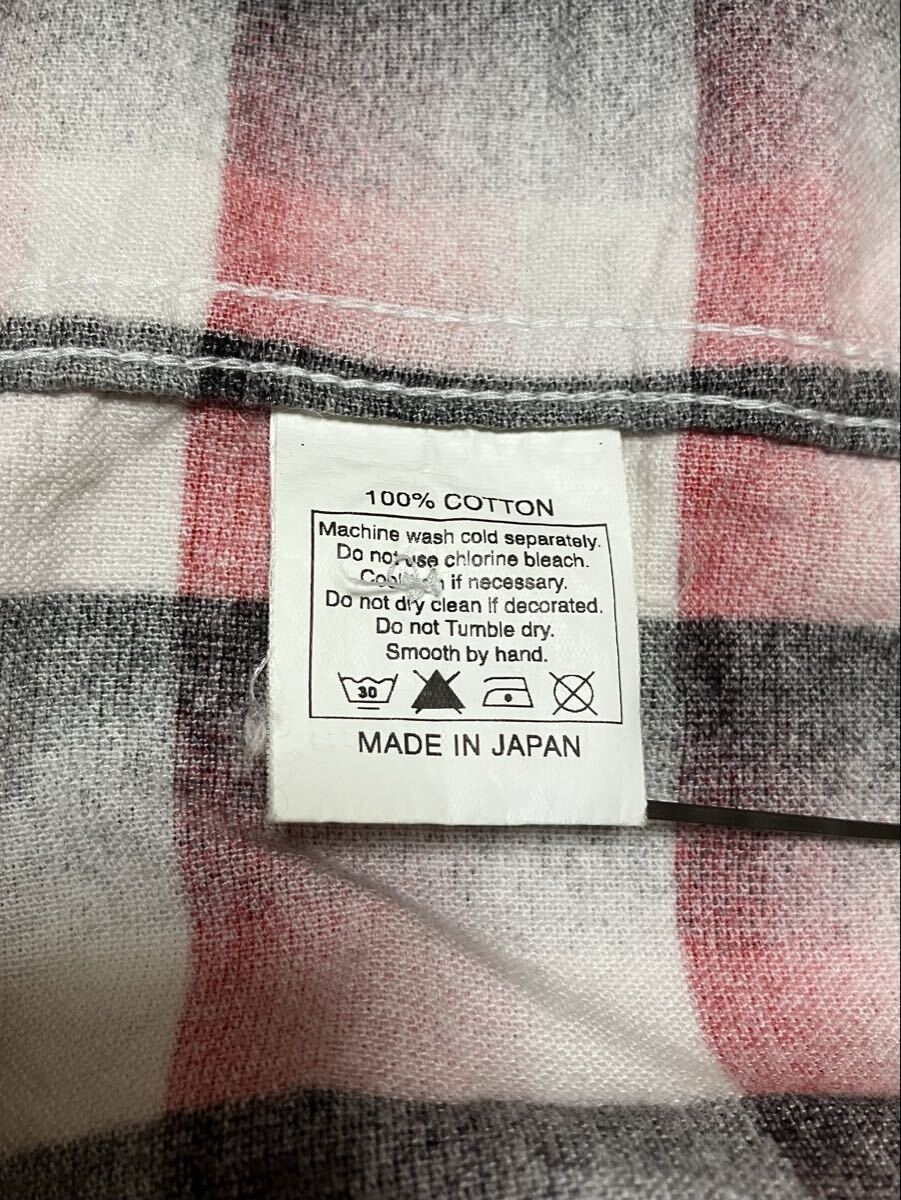 100% COTTON
Machine wash cold separately.
Do not use chlorine bleach.
if necessary.
Do not dry clean if decorated.
Do not Tumble dry.
Smooth by hand.
30
MADE IN JAPAN